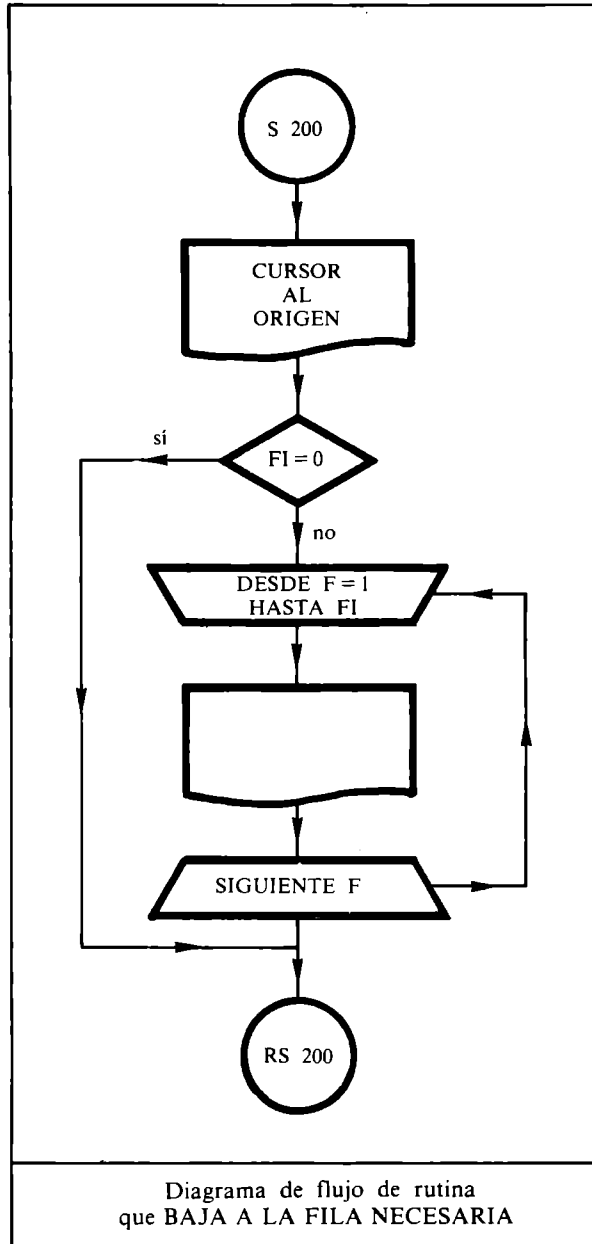 S 200
CURSOR
AL
ORIGEN
sí
FI = 0
no
DESDE F = 1
HASTA FI
SIGUIENTE F
RS 200
Diagrama de flujo de rutina
que BAJA A LA FILA NECESARIA